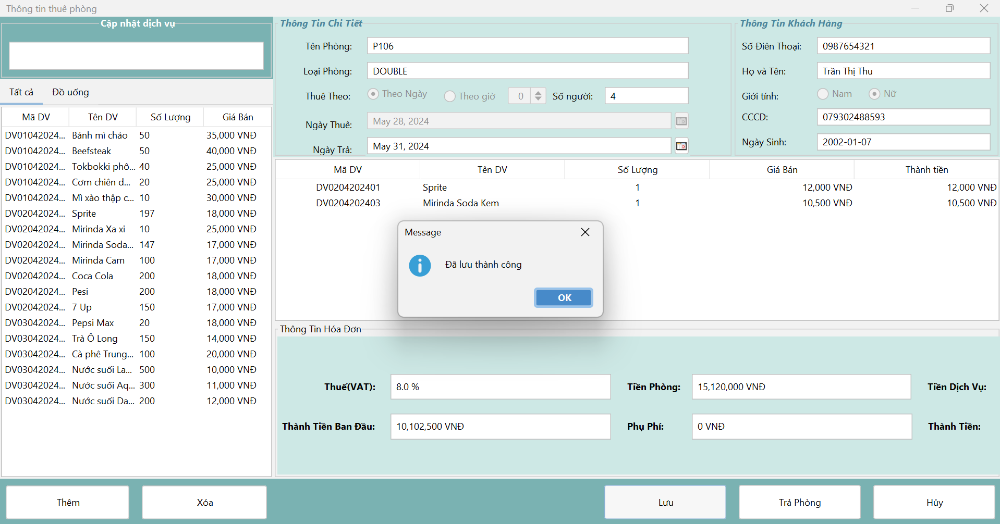 Thông tin thuê phòng
Cập nhật dịch vụ
Tất cả Đồ uống
Mã DV Tên DV Số Lượng Giá Bán
DV01042024... Bánh mì chảo 50 35,000 VNĐ
DV01042024... Beefsteak 50 40,000 VNĐ
DV01042024... Tokbokki phô... 40 25,000 VNĐ
DV01042024... Cơm chiên d... 20 25,000 VNĐ
DV01042024... Mì xào thập c... 10 30,000 VNĐ
DV02042024... Sprite 197 18,000 VNĐ
DV02042024... Mirinda Xa xi 10 25,000 VNĐ
DV02042024... Mirinda Soda... 147 17,000 VNĐ
DV02042024... Mirinda Cam 100 17,000 VNĐ
DV02042024... Coca Cola 200 18,000 VNĐ
DV02042024... Pesi 200 18,000 VNĐ
DV02042024... 7 Up 150 17,000 VNĐ
DV03042024... Pepsi Max 20 18,000 VNĐ
DV03042024... Trà Ô Long 150 14,000 VNĐ
DV03042024... Cà phê Trung... 100 20,000 VNĐ
DV03042024... Nước suối La... 500 10,000 VNĐ
DV03042024... Nước suối Aq... 300 11,000 VNĐ
DV03042024... Nước suối Da... 200 12,000 VNĐ
Thông Tin Chi Tiết
Tên Phòng: P106
Loại Phòng: DOUBLE
Thuê Theo: Theo Ngày Theo giờ 0 Số người: 4
Ngày Thuê: May 28, 2024
Ngày Trả: May 31, 2024
Thông Tin Khách Hàng
Số Điên Thoại: 0987654321
Họ và Tên: Trần Thị Thu
Giới tính: Nam Nữ
CCCD: 079302488593
Ngày Sinh: 2002-01-07
Mã DV Tên DV Số Lượng Giá Bán Thành tiền
DV0204202401 Sprite 1 12,000 VNĐ 12,000 VNĐ
DV0204202403 Mirinda Soda Kem 1 10,500 VNĐ 10,500 VNĐ
Message
Đã lưu thành công
OK
Thông Tin Hóa Đơn
Thuế(VAT): 8.0 % Tiền Phòng: 15,120,000 VNĐ Tiền Dịch Vụ:
Thành Tiền Ban Đầu: 10,102,500 VNĐ Phụ Phí: 0 VNĐ Thành Tiền:
Thêm Xóa Lưu Trả Phòng Hủy